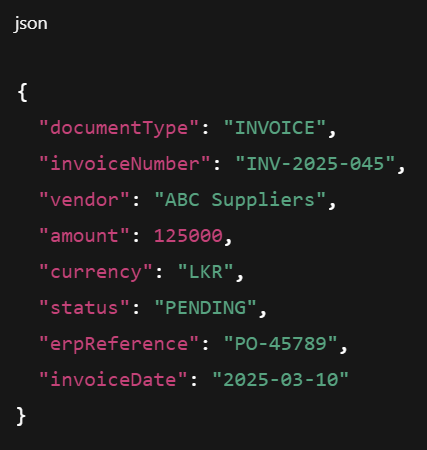 json
{
"documentType": "INVOICE",
"invoiceNumber": "INV-2025-045",
"vendor": "ABC Suppliers",
"amount": 125000,
"currency": "LKR",
"status": "PENDING",
"erpReference": "PO-45789",
"invoiceDate": "2025-03-10"
}